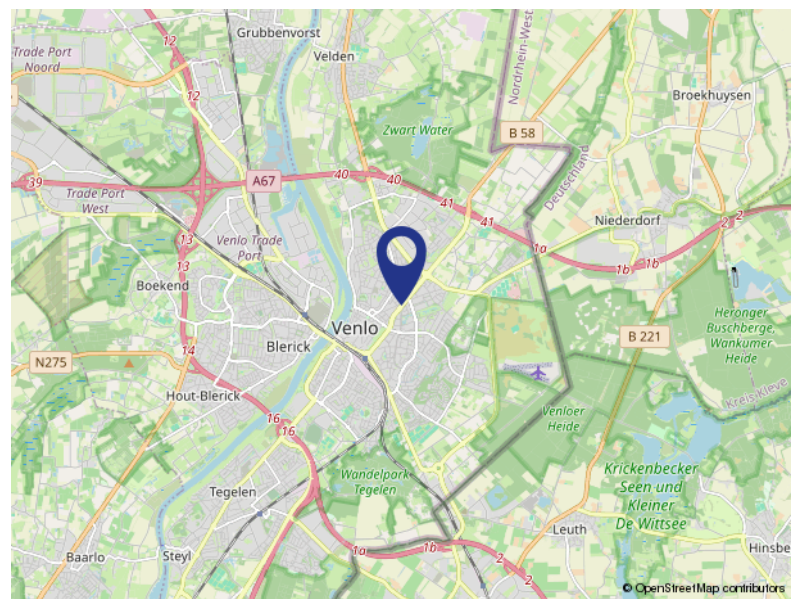 12
Grubbenvorst
Velden
Trade Port
Noord
12
Nordrhein-West
Broekhuysen
Zwart Water
B 58
Deutschland
39
A67
40
40
41
41
Trade Port
West
Niederdorf
2
2
13
Venlo Trade
Port
1a
1b
1b
13
Boekend
Heronger
Buschberge,
Wankumer
Heide
Venlo
B 221
14
Blerick
N275
Kreis Kleve
Hout-Blerick
16
16
Venloer
Heide
Krickenbecker
Seen und
Kleiner
De Wittsee
Wandelpark
Tegelen
Tegelen
Leuth
1a
1b
2
2
Hinsbe
Baarlo
Steyl
© OpenStreetMap contributors